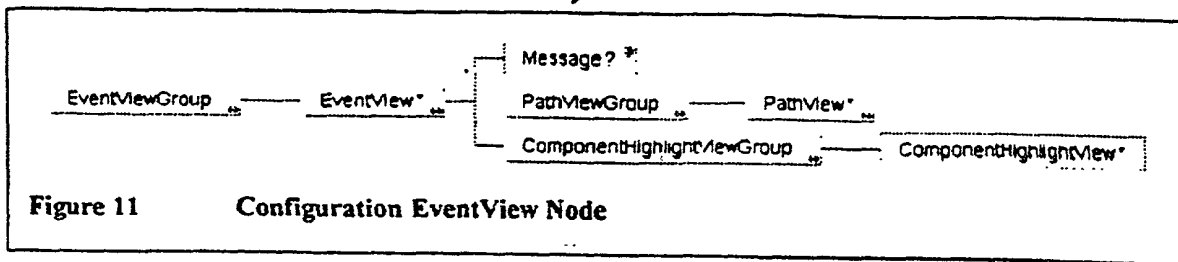 Message?
EventViewGroup EventView* PathViewGroup PathView*
ComponentHighlightViewGroup ComponentHighlightView*
Figure 11 Configuration EventView Node